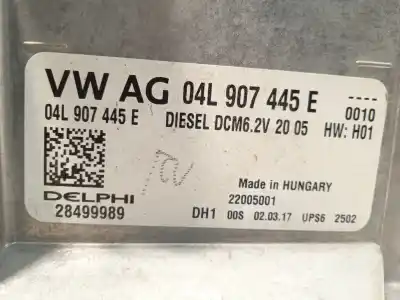 VW AG 04L 907 445 E ----
04L 907 445 E DIESEL DCM6.2V 20 05 0010
HW: H01
Made in HUNGARY
DELPHI 22005001
28499989 DH1 00S 02.03.17 UPS6 2502